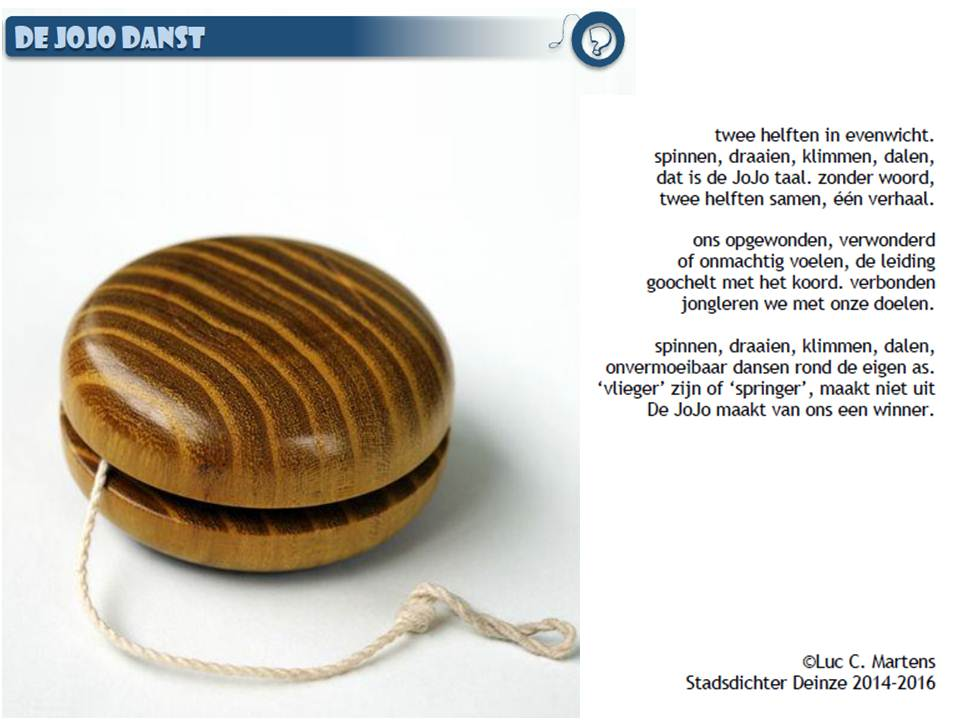 DE JOJO DANST
twee helften in evenwicht.
spinnen, draaien, klimmen, dalen,
dat is de JoJo taal. zonder woord,
twee helften samen, één verhaal.
ons opgewonden, verwonderd
of onmachtig voelen, de leiding
goochelt met het koord. verbonden
jongleren we met onze doelen.
spinnen, draaien, klimmen, dalen,
onvermoeibaar dansen rond de eigen as.
‘vlieger’ zijn of ‘springer’, maakt niet uit
De JoJo maakt van ons een winner.
©Luc C. Martens
Stadsdichter Deinze 2014-2016